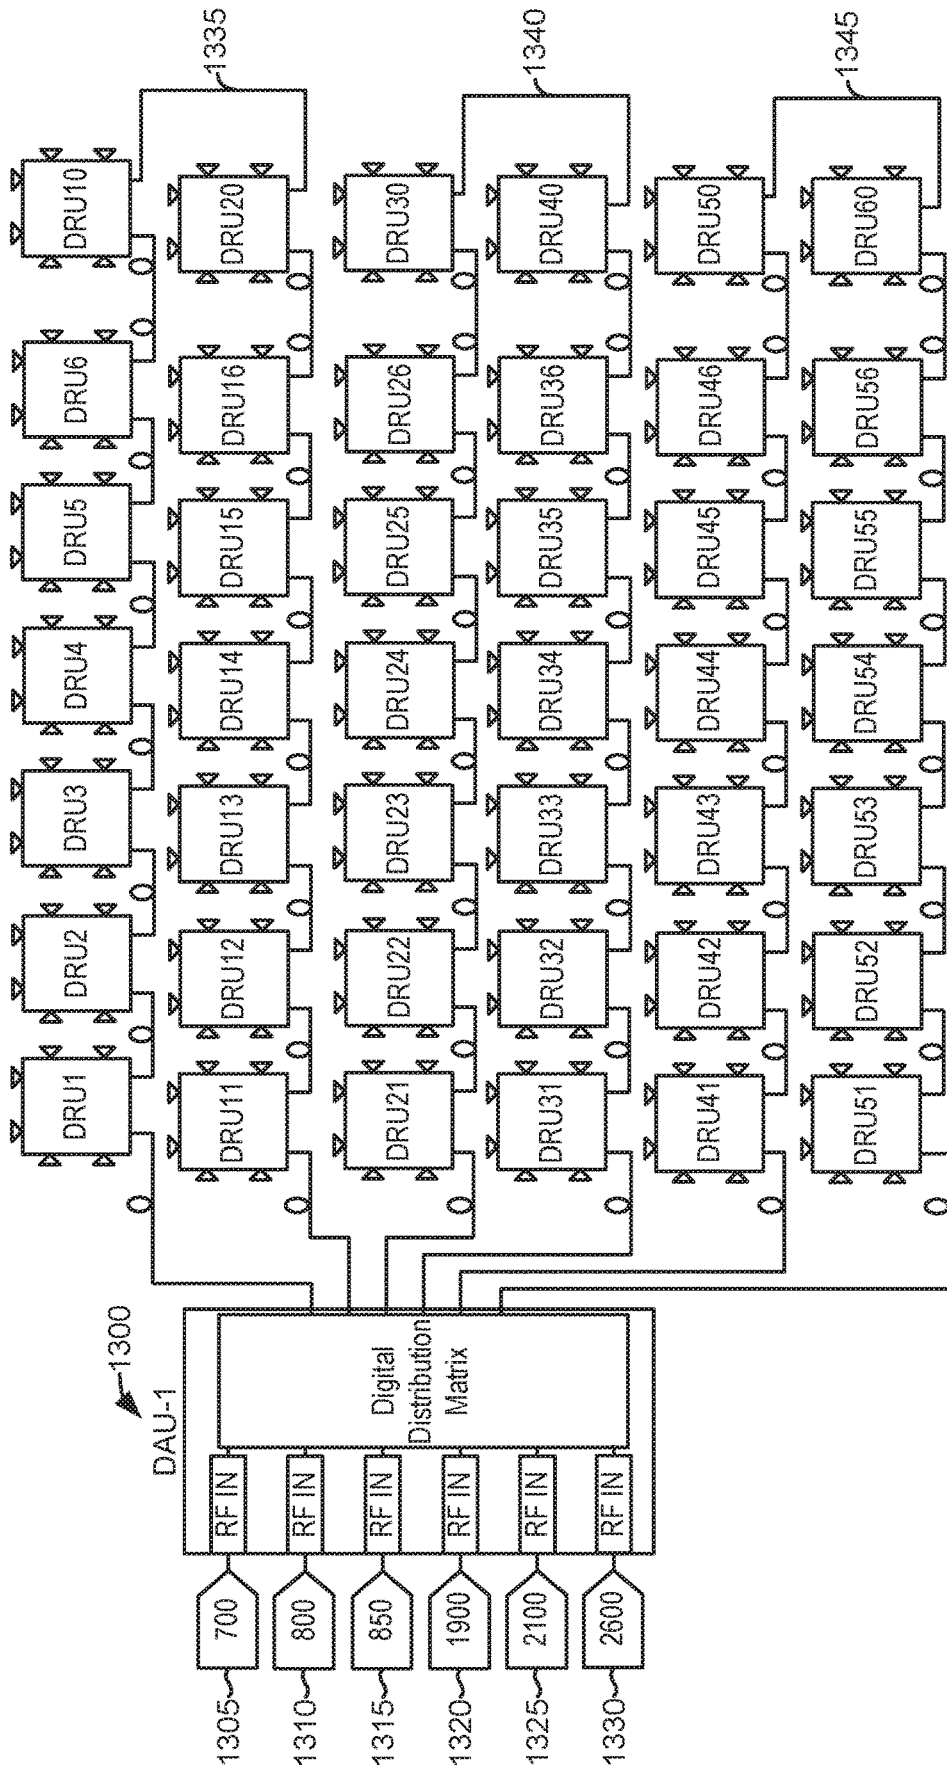 1300
DAU-1
1305
700
RF IN
1310
800
RF IN
1315
850
RF IN
1320
1900
RF IN
1325
2100
RF IN
1330
2600
RF IN
Digital
Distribution
Matrix
DRU1
DRU2
DRU3
DRU4
DRU5
DRU6
DRU10
1335
DRU11
DRU12
DRU13
DRU14
DRU15
DRU16
DRU20
DRU21
DRU22
DRU23
DRU24
DRU25
DRU26
DRU30
1340
DRU31
DRU32
DRU33
DRU34
DRU35
DRU36
DRU40
DRU41
DRU42
DRU43
DRU44
DRU45
DRU46
DRU50
1345
DRU51
DRU52
DRU53
DRU54
DRU55
DRU56
DRU60